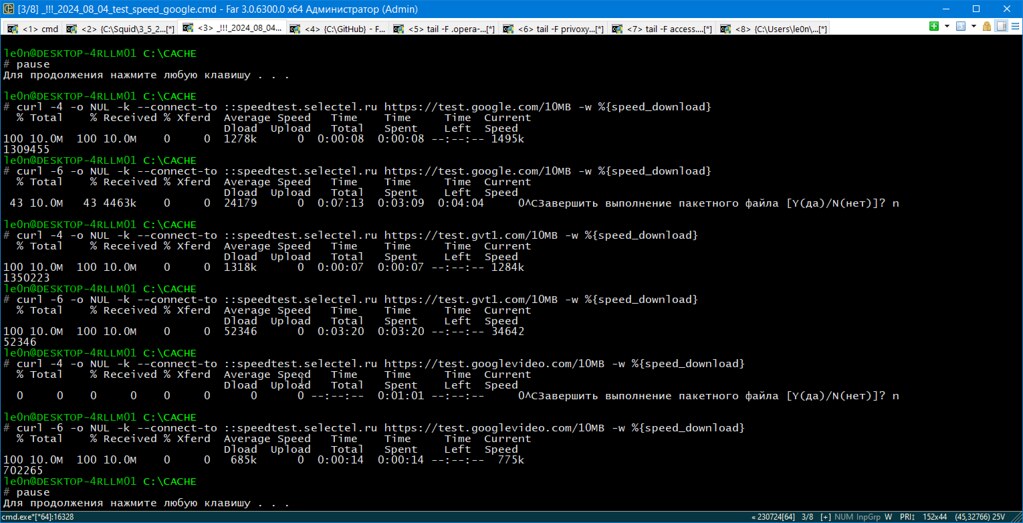 [3/8] _!!!_2024_08_04_test_speed_google.cmd - Far 3.0.6300.0 x64 Администратор (Admin)
<1> cmd <2> {C:\Squid\3_5_2...[*] <3> _!!!_2024_08_04... <4> {C:\GitHub} - F... <5> tail -F .opera-...[*] <6> tail -F privoxy...[*] <7> tail -F access....[*] <8> {C:\Users\le0n\...[*]
le0n@DESKTOP-4RLLM01 C:\CACHE
# pause
Для продолжения нажмите любую клавишу . . .
# curl -4 -o NUL -k --connect-to ::speedtest.selectel.ru https://test.google.com/10MB -w %{speed_download}
% Total % Received % Xferd Average Speed Time Time Time Current
Dload Upload Total Spent Left Speed
100 10.0M 100 10.0M 0 0 1278k 0 0:00:08 0:00:08 --:--:-- 1495k
1309455
le0n@DESKTOP-4RLLM01 C:\CACHE
# curl -6 -o NUL -k --connect-to ::speedtest.selectel.ru https://test.google.com/10MB -w %{speed_download}
% Total % Received % Xferd Average Speed Time Time Time Current
Dload Upload Total Spent Left Speed
43 10.0M 43 4463k 0 0 24179 0 0:07:13 0:03:09 0:04:04 0^CЗавершить выполнение пакетного файла [Y(да)/N(нет)]? n
le0n@DESKTOP-4RLLM01 C:\CACHE
# curl -4 -o NUL -k --connect-to ::speedtest.selectel.ru https://test.gvt1.com/10MB -w %{speed_download}
% Total % Received % Xferd Average Speed Time Time Time Current
Dload Upload Total Spent Left Speed
100 10.0M 100 10.0M 0 0 1318k 0 0:00:07 0:00:07 --:--:-- 1284k
1350223
le0n@DESKTOP-4RLLM01 C:\CACHE
# curl -6 -o NUL -k --connect-to ::speedtest.selectel.ru https://test.gvt1.com/10MB -w %{speed_download}
% Total % Received % Xferd Average Speed Time Time Time Current
Dload Upload Total Spent Left Speed
100 10.0M 100 10.0M 0 0 52346 0 0:03:20 0:03:20 --:--:-- 34642
52346
le0n@DESKTOP-4RLLM01 C:\CACHE
# curl -4 -o NUL -k --connect-to ::speedtest.selectel.ru https://test.googlevideo.com/10MB -w %{speed_download}
% Total % Received % Xferd Average Speed Time Time Time Current
Dload Upload Total Spent Left Speed
0 0 0 0 0 0 0 0 --:--:-- 0:01:01 --:--:-- 0^CЗавершить выполнение пакетного файла [Y(да)/N(нет)]? n
le0n@DESKTOP-4RLLM01 C:\CACHE
# curl -6 -o NUL -k --connect-to ::speedtest.selectel.ru https://test.googlevideo.com/10MB -w %{speed_download}
% Total % Received % Xferd Average Speed Time Time Time Current
Dload Upload Total Spent Left Speed
100 10.0M 100 10.0M 0 0 685k 0 0:00:14 0:00:14 --:--:-- 775k
702265
le0n@DESKTOP-4RLLM01 C:\CACHE
# pause
Для продолжения нажмите любую клавишу . . .
cmd.exe*[*64]:16328 « 230724[64] 3/8 [+] NUM InpGrp W PRI↕ 152x44 (45,32766) 25V